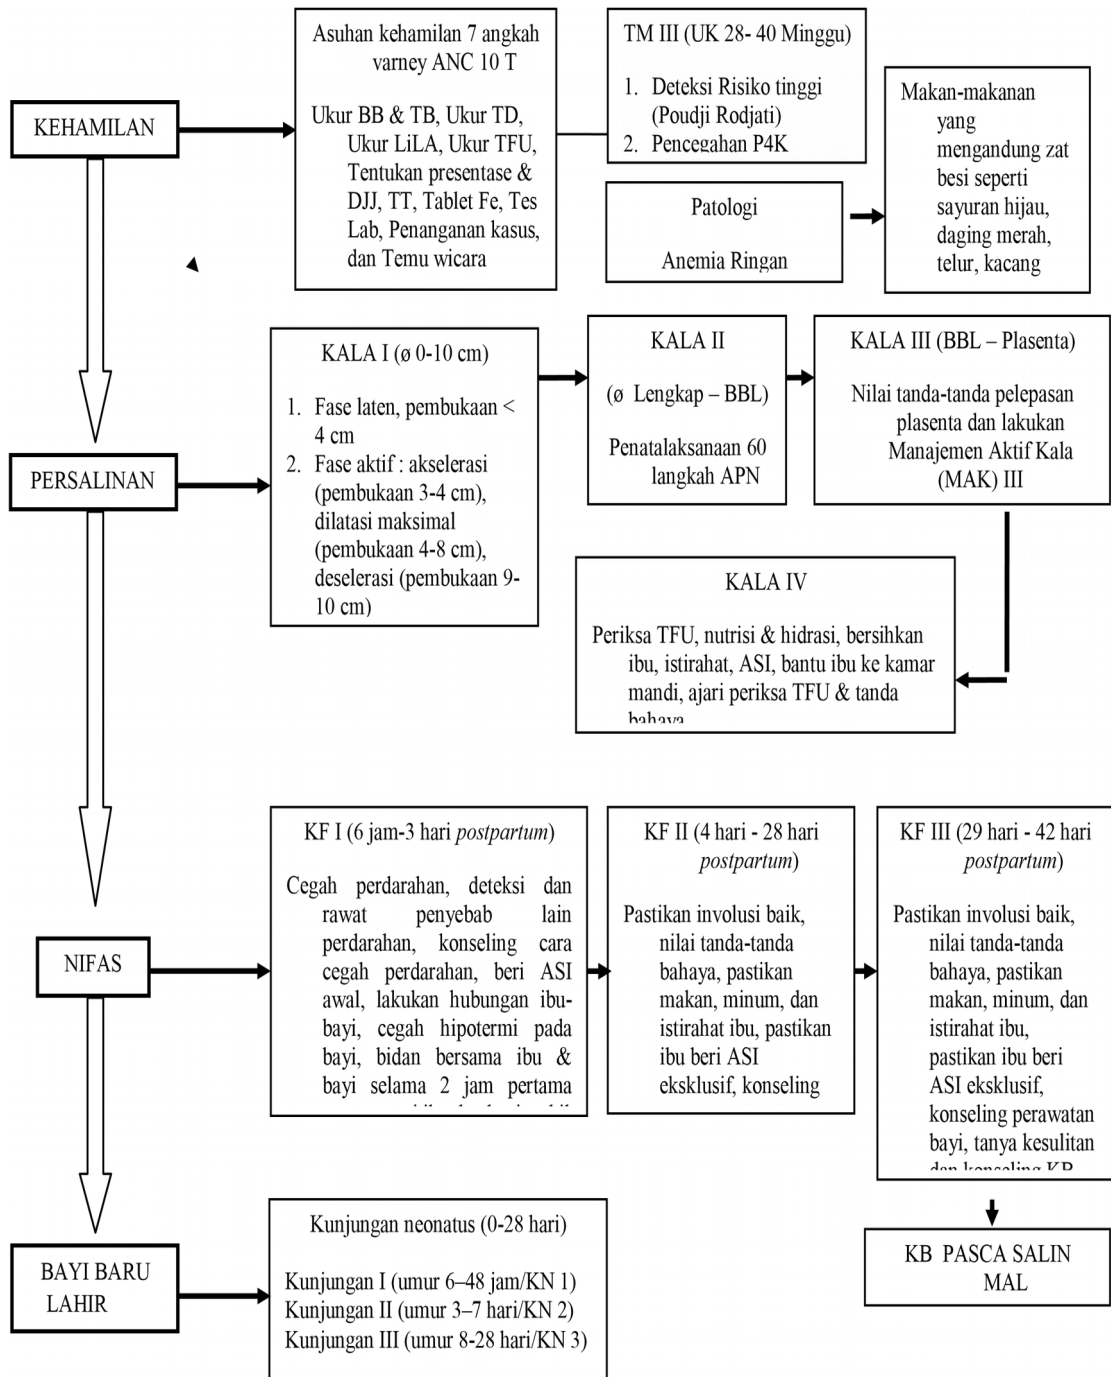 KEHAMILAN
Asuhan kehamilan 7 angkah
varney ANC 10 T
Ukur BB & TB, Ukur TD,
Ukur LiLA, Ukur TFU,
Tentukan presentase &
DJJ, TT, Tablet Fe, Tes
Lab, Penanganan kasus,
dan Temu wicara
TM III (UK 28- 40 Minggu)
1. Deteksi Risiko tinggi
(Poudji Rodjati)
2. Pencegahan P4K
Patologi
Anemia Ringan
Makan-makanan
yang
mengandung zat
besi seperti
sayuran hijau,
daging merah,
telur, kacang
PERSALINAN
KALA I (ø 0-10 cm)
1. Fase laten, pembukaan <
4 cm
2. Fase aktif : akselerasi
(pembukaan 3-4 cm),
dilatasi maksimal
(pembukaan 4-8 cm),
deselerasi (pembukaan 9-
10 cm)
KALA II
(ø Lengkap – BBL)
Penatalaksanaan 60
langkah APN
KALA III (BBL – Plasenta)
Nilai tanda-tanda pelepasan
plasenta dan lakukan
Manajemen Aktif Kala
(MAK) III
KALA IV
Periksa TFU, nutrisi & hidrasi, bersihkan
ibu, istirahat, ASI, bantu ibu ke kamar
mandi, ajari periksa TFU & tanda
bahaya
NIFAS
KF I (6 jam-3 hari postpartum)
Cegah perdarahan, deteksi dan
rawat penyebab lain
perdarahan, konseling cara
cegah perdarahan, beri ASI
awal, lakukan hubungan ibu-
bayi, cegah hipotermi pada
bayi, bidan bersama ibu &
bayi selama 2 jam pertama
KF II (4 hari - 28 hari
postpartum)
Pastikan involusi baik,
nilai tanda-tanda
bahaya, pastikan
makan, minum, dan
istirahat ibu, pastikan
ibu beri ASI
eksklusif, konseling
KF III (29 hari - 42 hari
postpartum)
Pastikan involusi baik,
nilai tanda-tanda
bahaya, pastikan
makan, minum, dan
istirahat ibu,
pastikan ibu beri
ASI eksklusif,
konseling perawatan
bayi, tanya kesulitan
dan konseling KB
KB PASCA SALIN
MAL
BAYI BARU
LAHIR
Kunjungan neonatus (0-28 hari)
Kunjungan I (umur 6–48 jam/KN 1)
Kunjungan II (umur 3–7 hari/KN 2)
Kunjungan III (umur 8-28 hari/KN 3)